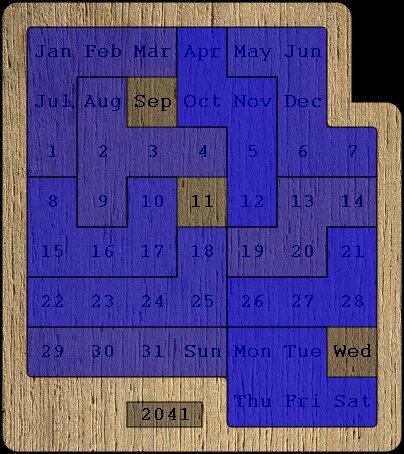 Jan Feb Mar Apr May Jun
Jul Aug Sep Oct Nov Dec
1 2 3 4 5 6 7
8 9 10 11 12 13 14
15 16 17 18 19 20 21
22 23 24 25 26 27 28
29 30 31 Sun Mon Tue Wed
Thu Fri Sat
2041